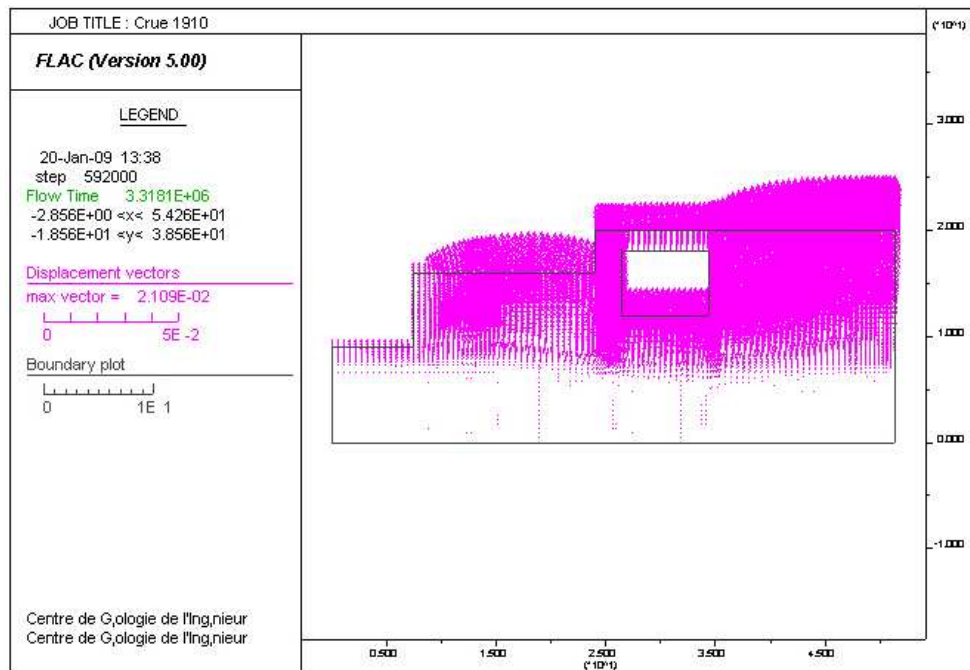 JOB TITLE : Crue 1910
(*10^1)
FLAC (Version 5.00)
LEGEND
20-Jan-09 13:38
step 592000
Flow Time 3.3181E+06
-2.856E+00 <x< 5.426E+01
-1.856E+01 <y< 3.856E+01
Displacement vectors
max vector = 2.109E-02
0 5E -2
Boundary plot
0 1E 1
3.000
2.000
1.000
0.000
-1.000
Centre de G,ologie de l'Ing,nieur
Centre de G,ologie de l'Ing,nieur
0.500 1.500 2.500 3.500 4.500
(*10^1)